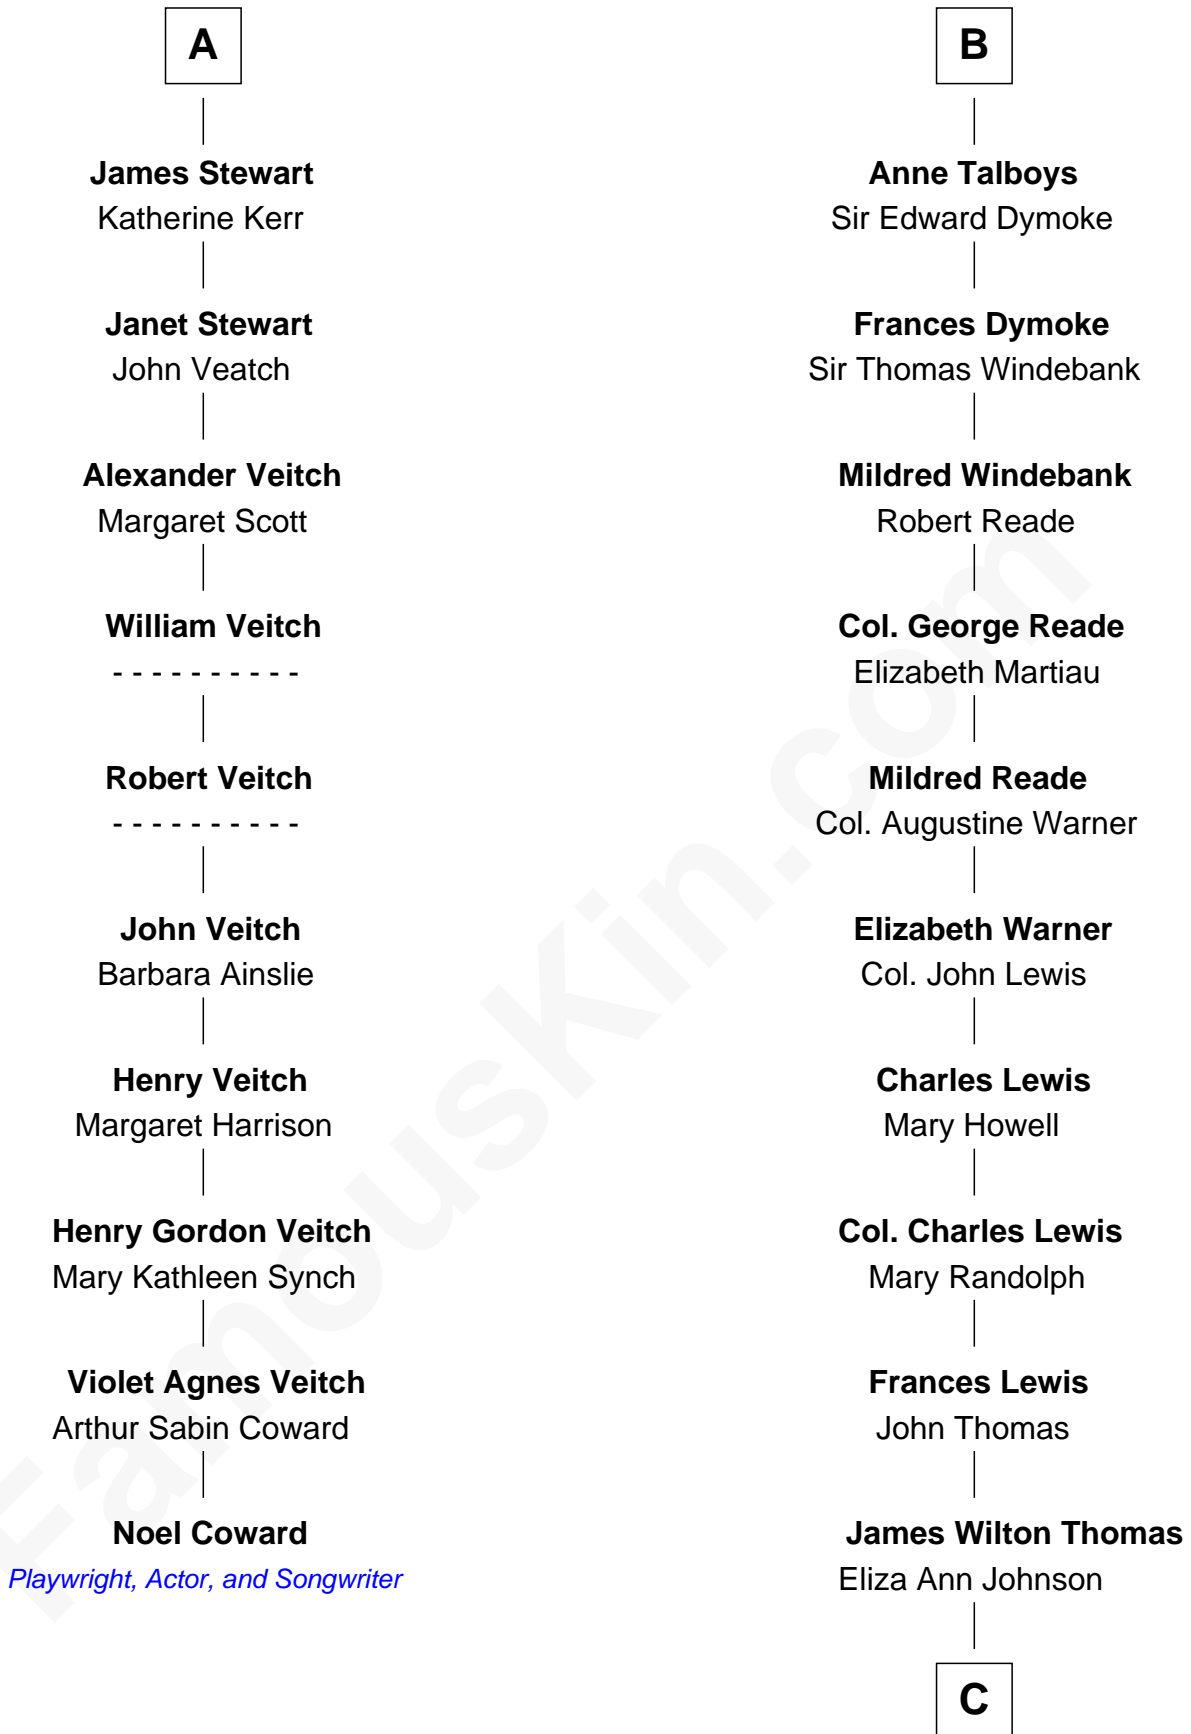 A
James Stewart
Katherine Kerr
Janet Stewart
John Veatch
Alexander Veitch
Margaret Scott
William Veitch
- - - - - - - - - -
Robert Veitch
- - - - - - - - - -
John Veitch
Barbara Ainslie
Henry Veitch
Margaret Harrison
Henry Gordon Veitch
Mary Kathleen Synch
Violet Agnes Veitch
Arthur Sabin Coward
Noel Coward
Playwright, Actor, and Songwriter
B
Anne Talboys
Sir Edward Dymoke
Frances Dymoke
Sir Thomas Windebank
Mildred Windebank
Robert Reade
Col. George Reade
Elizabeth Martiau
Mildred Reade
Col. Augustine Warner
Elizabeth Warner
Col. John Lewis
Charles Lewis
Mary Howell
Col. Charles Lewis
Mary Randolph
Frances Lewis
John Thomas
James Wilton Thomas
Eliza Ann Johnson
C
FamousKin.com